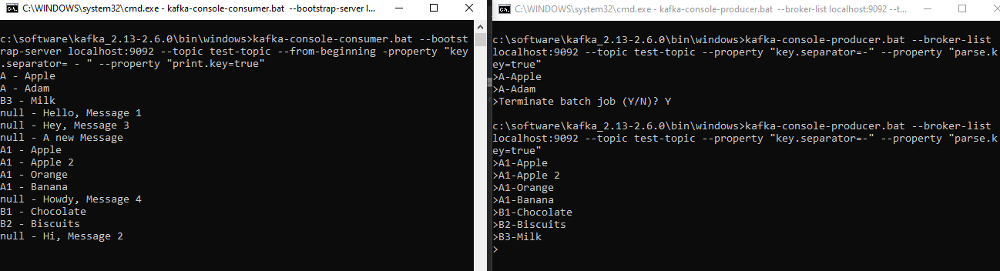 C:\WINDOWS\system32\cmd.exe - kafka-console-consumer.bat --bootstrap-server l...
c:\software\kafka_2.13-2.6.0\bin\windows>kafka-console-consumer.bat --bootst
rap-server localhost:9092 --topic test-topic --from-beginning -property "key
.separator= - " --property "print.key=true"
A - Apple
A - Adam
B3 - Milk
null - Hello, Message 1
null - Hey, Message 3
null - A new Message
A1 - Apple
A1 - Apple 2
A1 - Orange
A1 - Banana
null - Howdy, Message 4
B1 - Chocolate
B2 - Biscuits
null - Hi, Message 2
C:\WINDOWS\system32\cmd.exe - kafka-console-producer.bat --broker-list localhost:9092 --t...
c:\software\kafka_2.13-2.6.0\bin\windows>kafka-console-producer.bat --broker-list
localhost:9092 --topic test-topic --property "key.separator=-" --property "parse.k
ey=true"
>A-Apple
>A-Adam
>Terminate batch job (Y/N)? Y
c:\software\kafka_2.13-2.6.0\bin\windows>kafka-console-producer.bat --broker-list
localhost:9092 --topic test-topic --property "key.separator=-" --property "parse.k
ey=true"
>A1-Apple
>A1-Apple 2
>A1-Orange
>A1-Banana
>B1-Chocolate
>B2-Biscuits
>B3-Milk
>